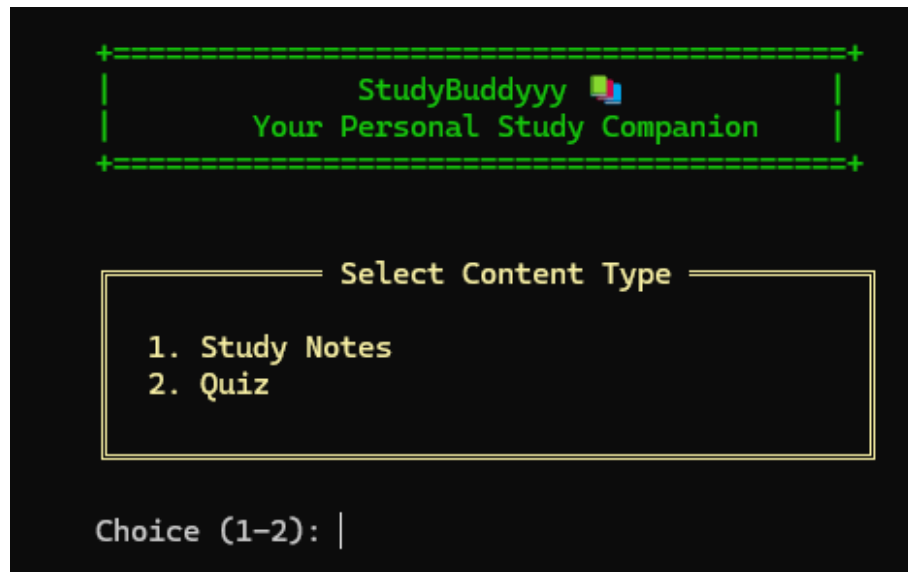 StudyBuddyyy 📚
Your Personal Study Companion
Select Content Type
1. Study Notes
2. Quiz
Choice (1-2):